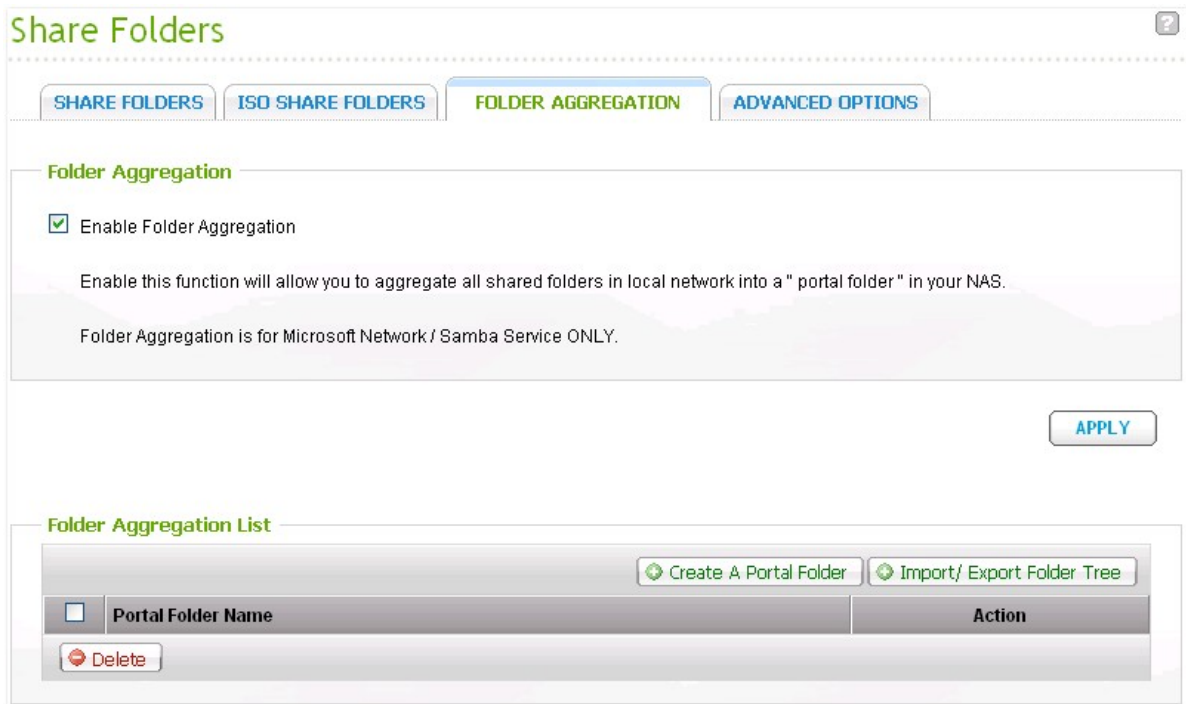 Share Folders
?
SHARE FOLDERS
ISO SHARE FOLDERS
FOLDER AGGREGATION
ADVANCED OPTIONS
Folder Aggregation
Enable Folder Aggregation
Enable this function will allow you to aggregate all shared folders in local network into a " portal folder " in your NAS.
Folder Aggregation is for Microsoft Network / Samba Service ONLY.
APPLY
Folder Aggregation List
Create A Portal Folder
Import/ Export Folder Tree
Portal Folder Name
Action
Delete